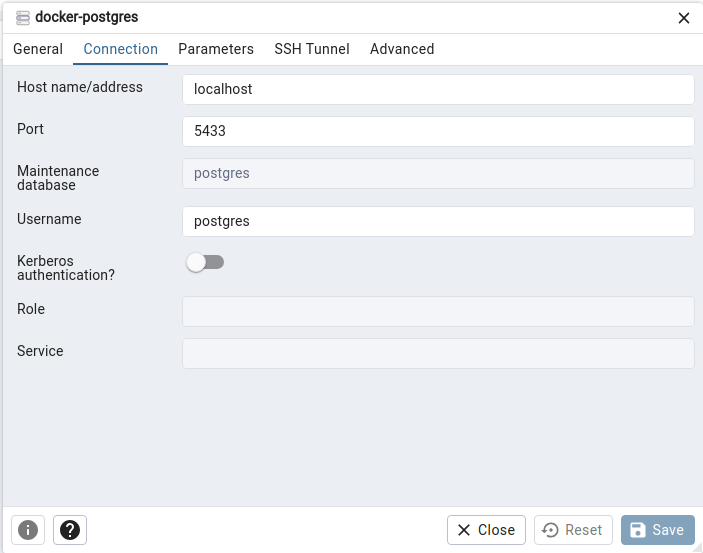 docker-postgres
General Connection Parameters SSH Tunnel Advanced
Host name/address localhost
Port 5433
Maintenance
database
postgres
Username postgres
Kerberos
authentication?
Role
Service
Close Reset Save